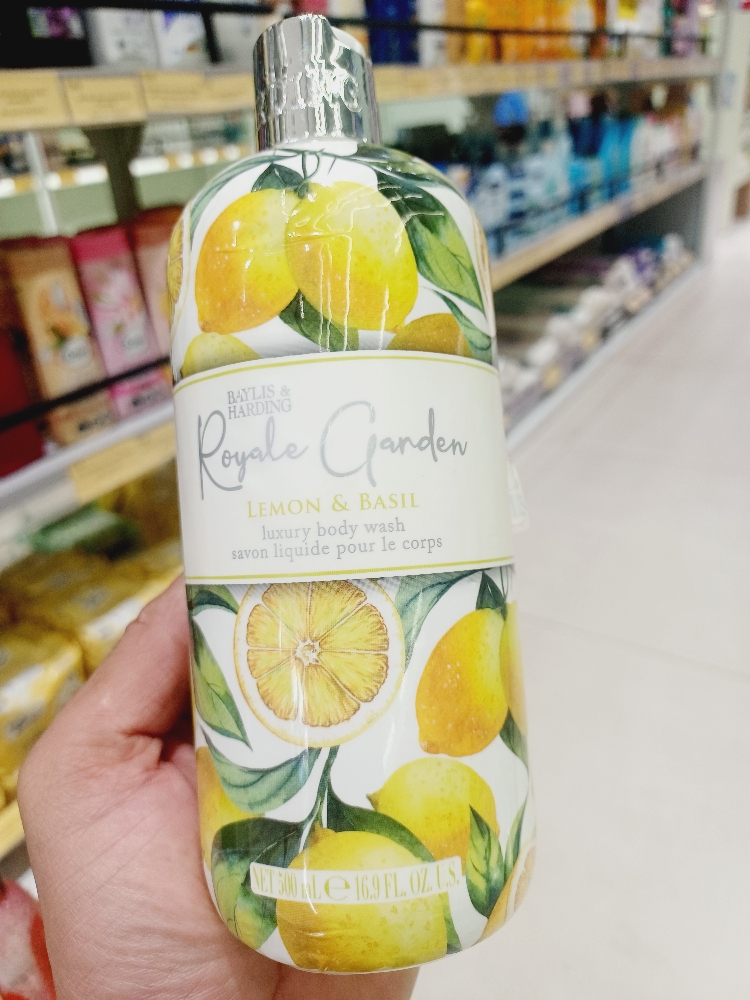 BAYLIS &
HARDING
Royale Garden
LEMON & BASIL
luxury body wash
savon liquide pour le corps
NET 500 mL ℮ 16.9 FL. OZ. U.S.